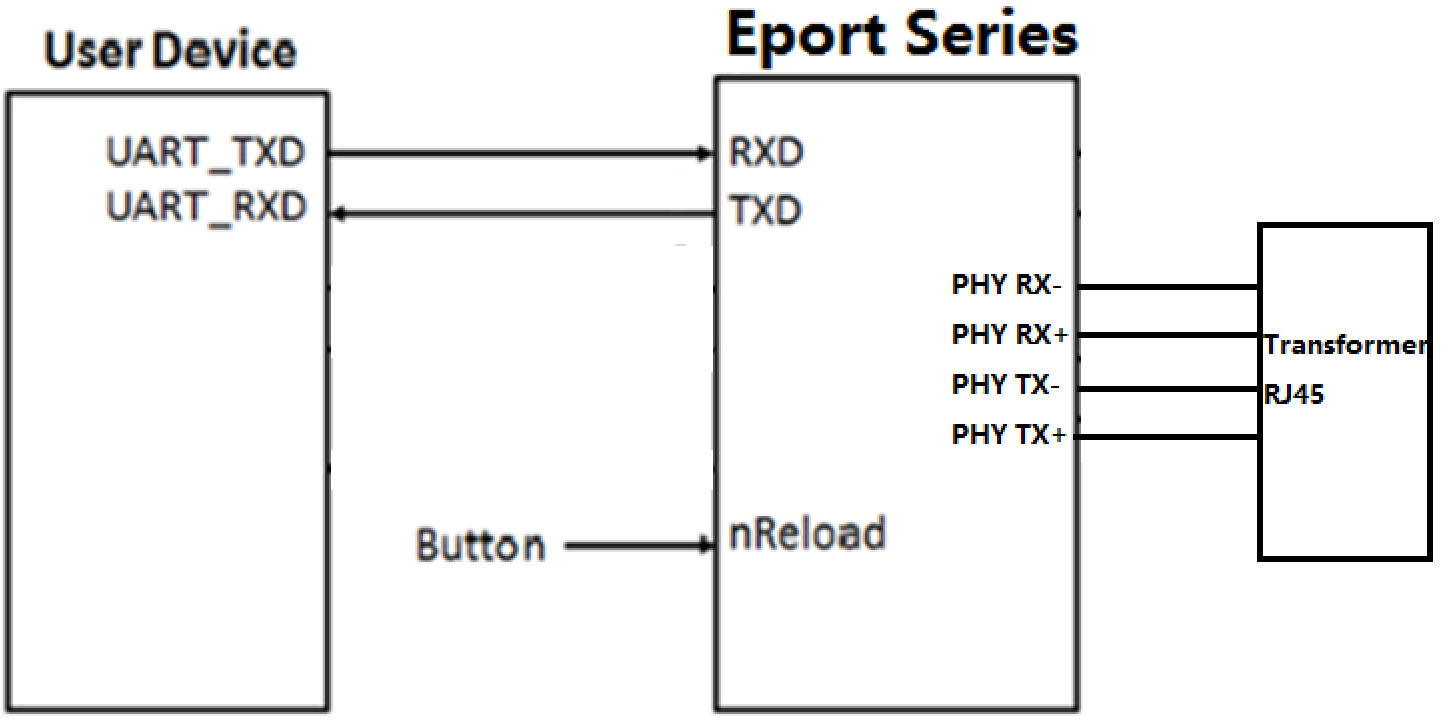 User Device
Eport Series
UART_TXD
RXD
UART_RXD
TXD
PHY RX-
PHY RX+
PHY TX-
PHY TX+
Transformer
RJ45
Button
nReload